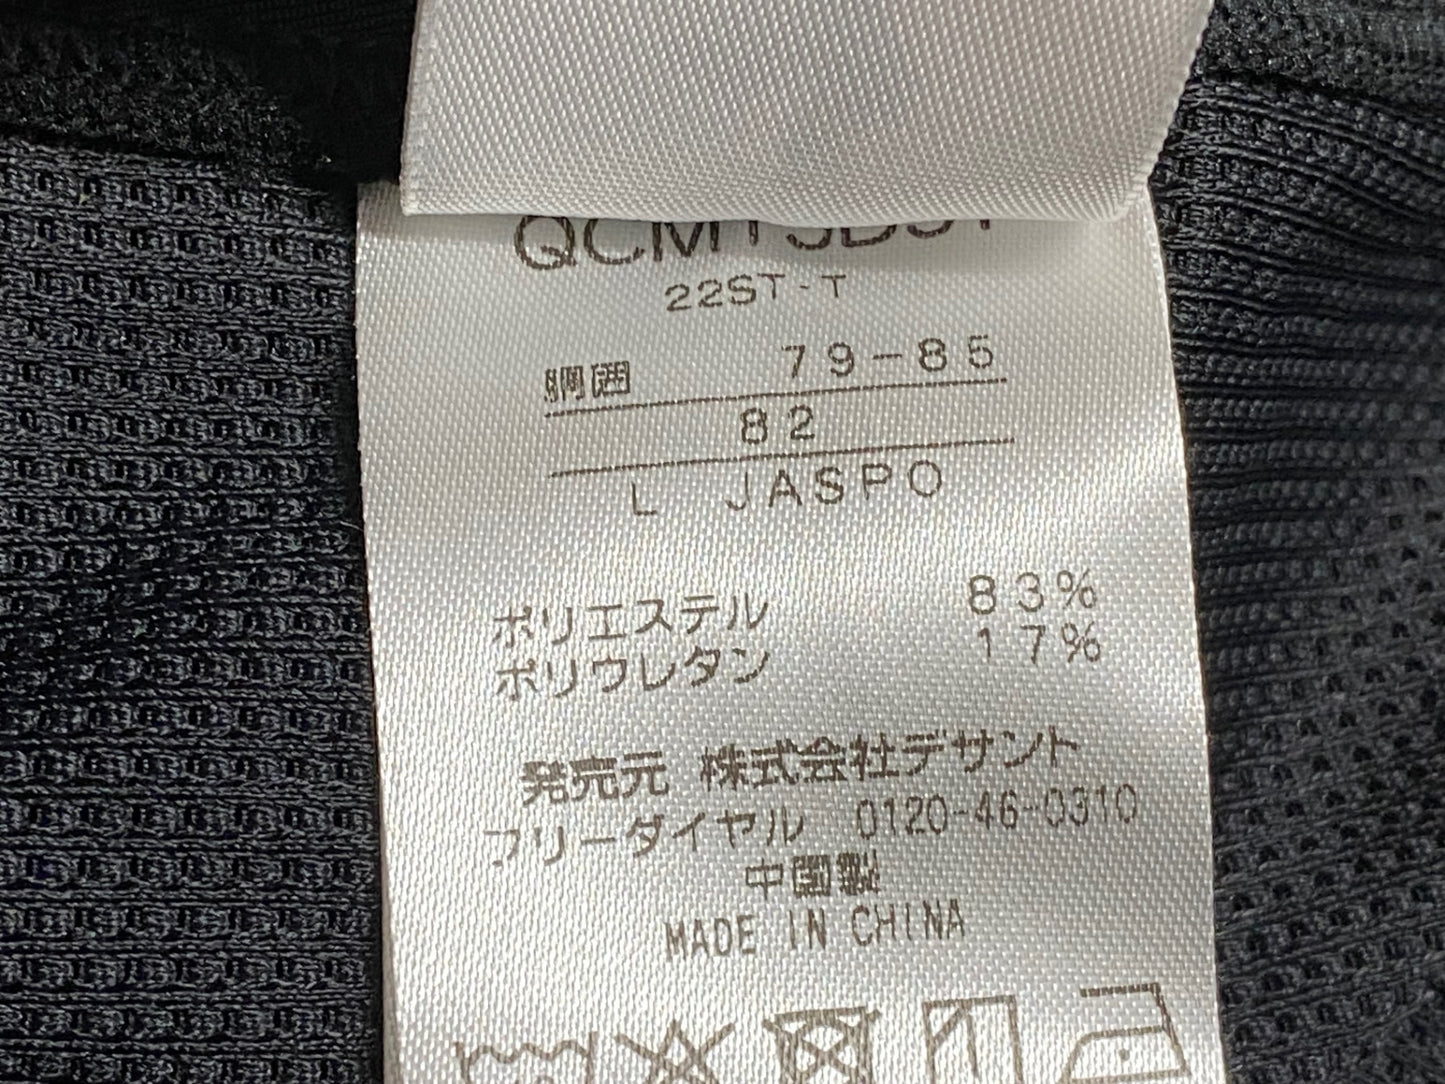 22ST-T
胴囲 79-85
82
L JASPO
ポリエステル 83%
ポリウレタン 17%
発売元 株式会社デサント
フリーダイヤル 0120-46-0310
中国製
MADE IN CHINA